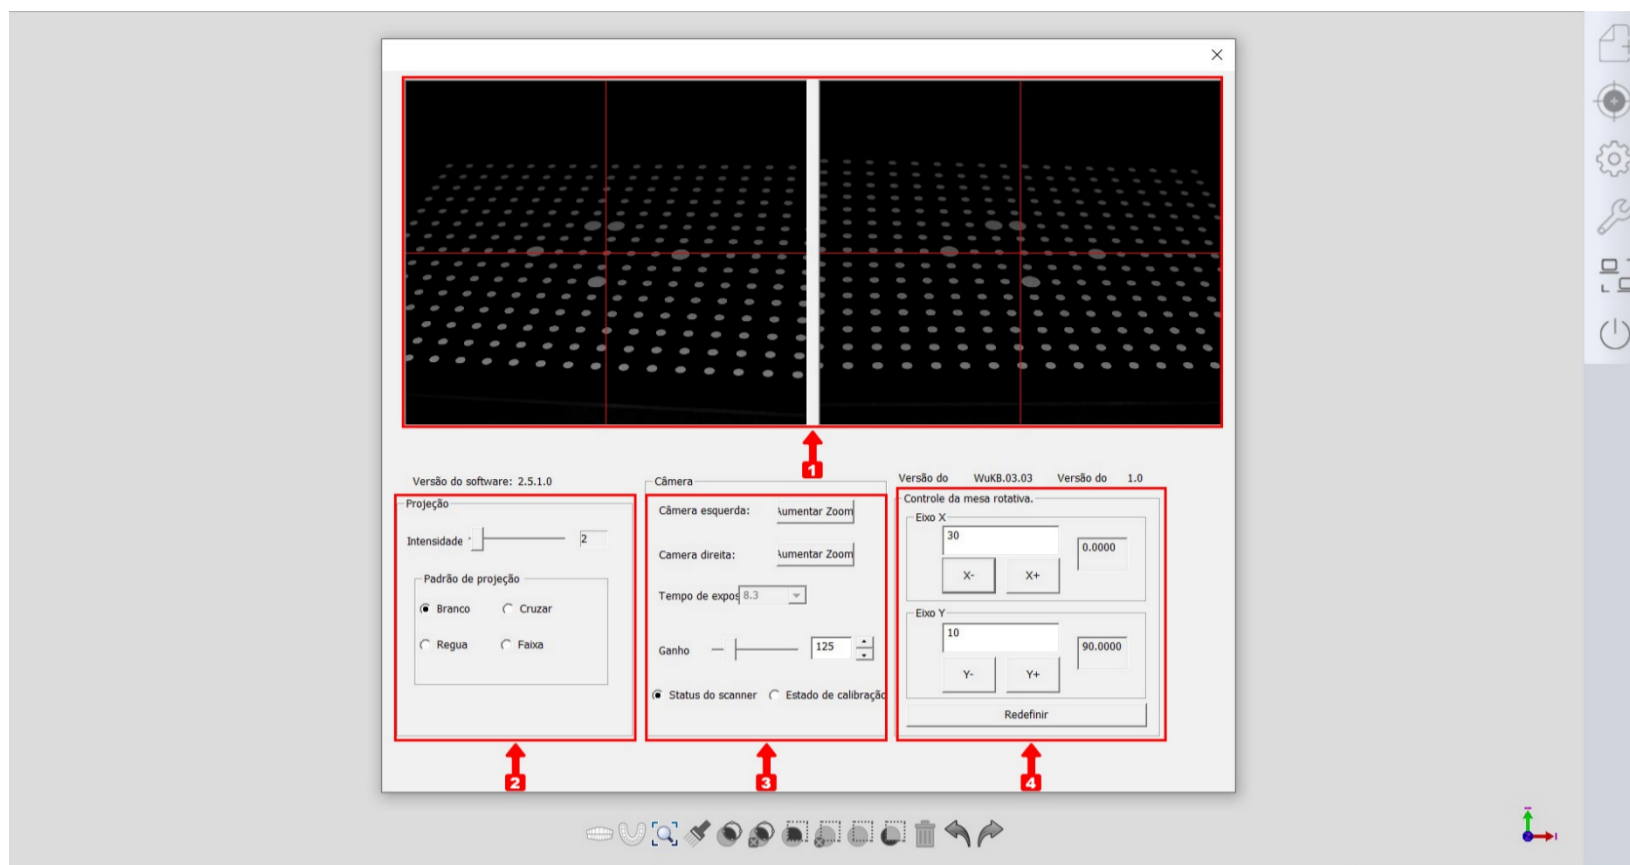 1
Versão do software: 2.5.1.0
Projeção
Intensidade
2
Padrão de projeção
Branco
Cruzar
Regua
Faixa
2
Câmera
Câmera esquerda:
Aumentar Zoom
Camera direita:
Aumentar Zoom
Tempo de expos
8.3
Ganho
125
Status do scanner
Estado de calibração
3
Versão do WuKB.03.03 Versão do 1.0
Controle da mesa rotativa.
Eixo X
30
0.0000
X-
X+
Eixo Y
10
90.0000
Y-
Y+
Redefinir
4